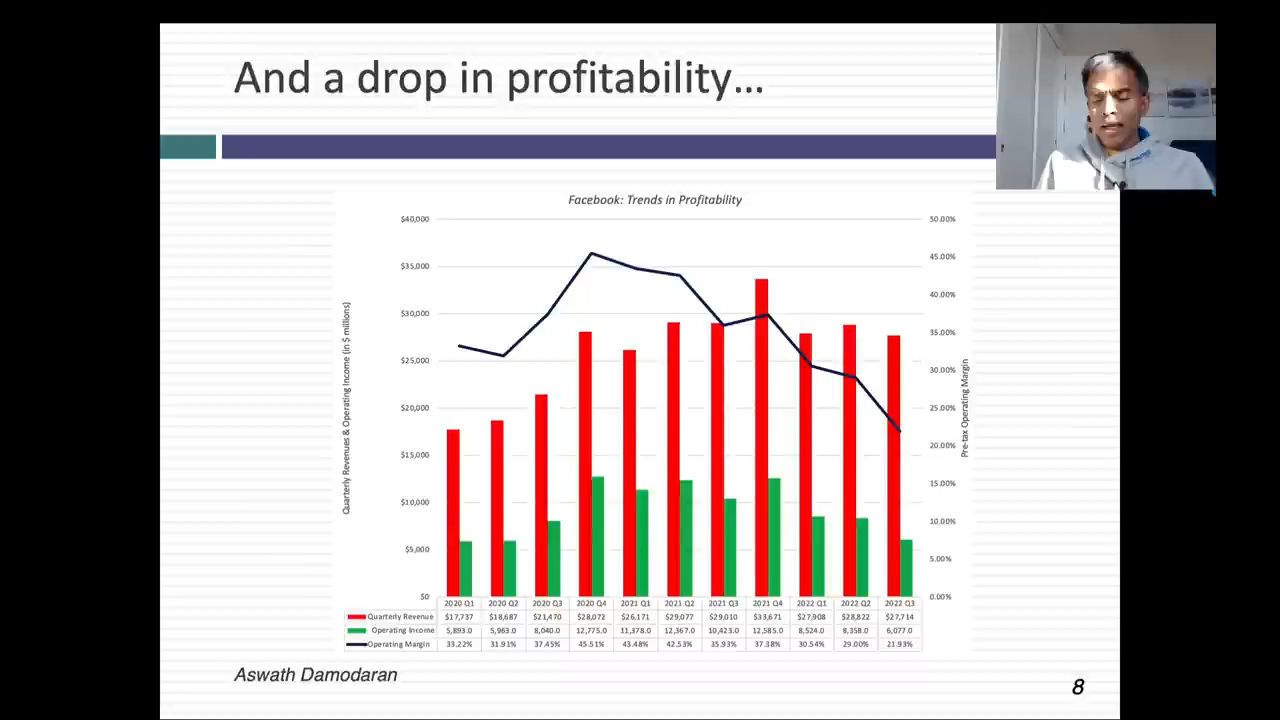 And a drop in profitability...
Facebook: Trends in Profitability
Quarterly Revenues & Operating Income (in $ millions)
$40,000
$35,000
$30,000
$25,000
$20,000
$15,000
$10,000
$5,000
$0
50.00%
45.00%
40.00%
35.00%
30.00%
25.00%
20.00%
15.00%
10.00%
5.00%
0.00%
Pre-tax Operating Margin
2020 Q1 2020 Q2 2020 Q3 2020 Q4 2021 Q1 2021 Q2 2021 Q3 2021 Q4 2022 Q1 2022 Q2 2022 Q3
Quarterly Revenue $17,737 $18,687 $21,470 $28,072 $26,171 $29,077 $29,010 $33,671 $27,908 $28,822 $27,714
Operating Income 5,893.0 5,963.0 8,040.0 12,775.0 11,378.0 12,367.0 10,423.0 12,585.0 8,524.0 8,358.0 6,077.0
Operating Margin 33.22% 31.91% 37.45% 45.51% 43.48% 42.53% 35.93% 37.38% 30.54% 29.00% 21.93%
Aswath Damodaran
8